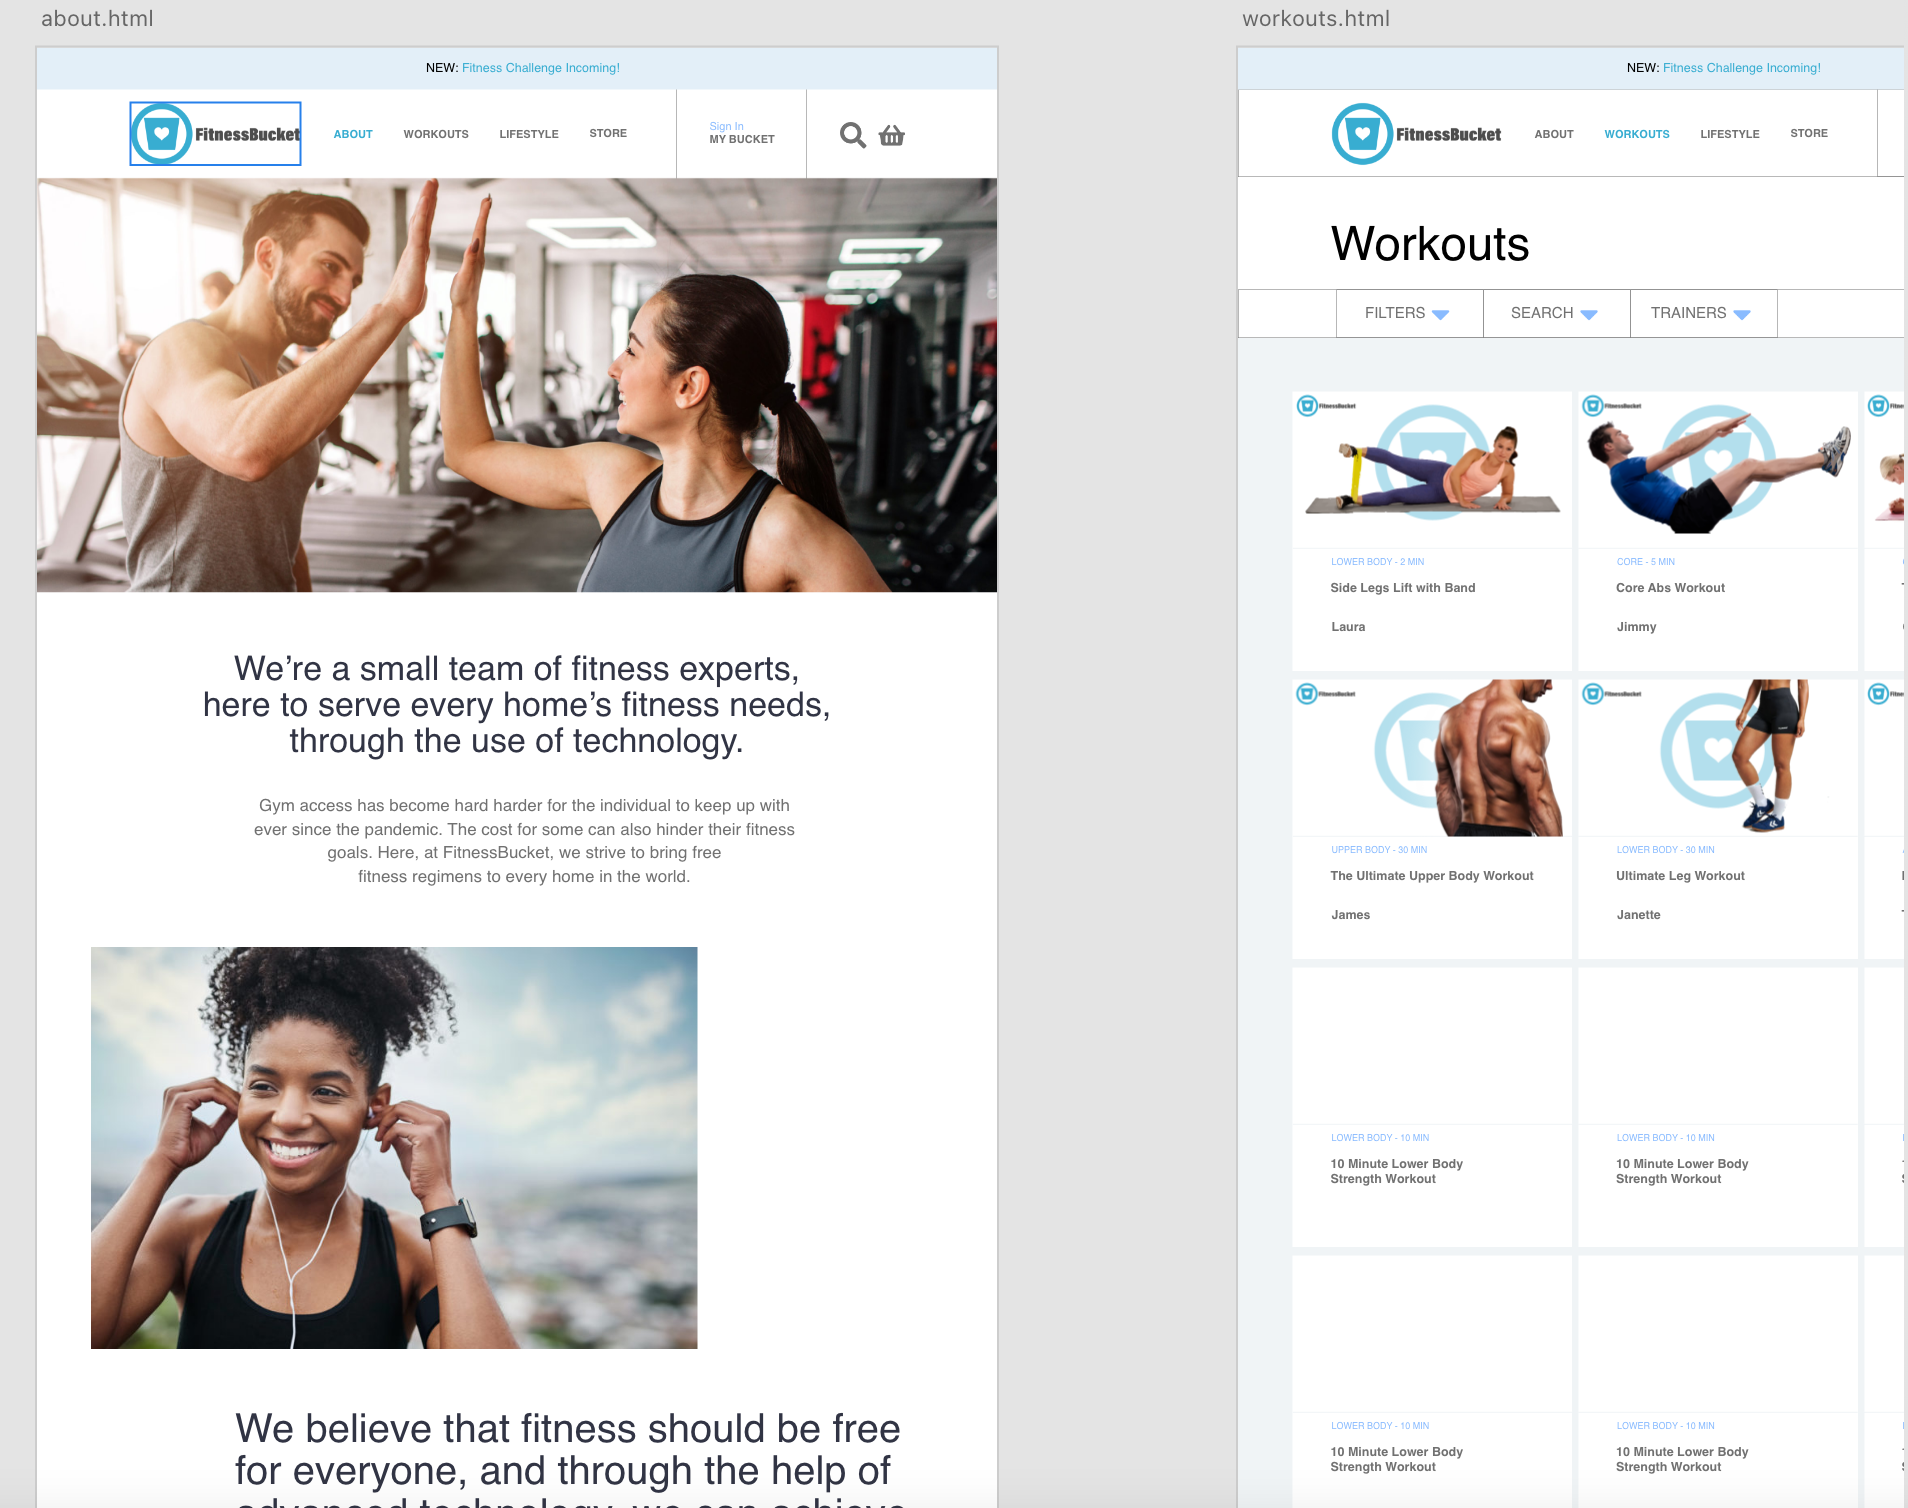 about.html
NEW: Fitness Challenge Incoming!
FitnessBucket
ABOUT
WORKOUTS
LIFESTYLE
STORE
Sign In
MY BUCKET
We’re a small team of fitness experts,
here to serve every home’s fitness needs,
through the use of technology.
Gym access has become hard harder for the individual to keep up with
ever since the pandemic. The cost for some can also hinder their fitness
goals. Here, at FitnessBucket, we strive to bring free
fitness regimens to every home in the world.
We believe that fitness should be free
for everyone, and through the help of
advanced technology, we can achieve
workouts.html
NEW: Fitness Challenge Incoming!
FitnessBucket
ABOUT
WORKOUTS
LIFESTYLE
STORE
Workouts
FILTERS
SEARCH
TRAINERS
FitnessBucket
LOWER BODY - 2 MIN
Side Legs Lift with Band
Laura
FitnessBucket
CORE - 5 MIN
Core Abs Workout
Jimmy
FitnessBucket
UPPER BODY - 30 MIN
The Ultimate Upper Body Workout
James
FitnessBucket
LOWER BODY - 30 MIN
Ultimate Leg Workout
Janette
LOWER BODY - 10 MIN
10 Minute Lower Body
Strength Workout
LOWER BODY - 10 MIN
10 Minute Lower Body
Strength Workout
LOWER BODY - 10 MIN
10 Minute Lower Body
Strength Workout
LOWER BODY - 10 MIN
10 Minute Lower Body
Strength Workout